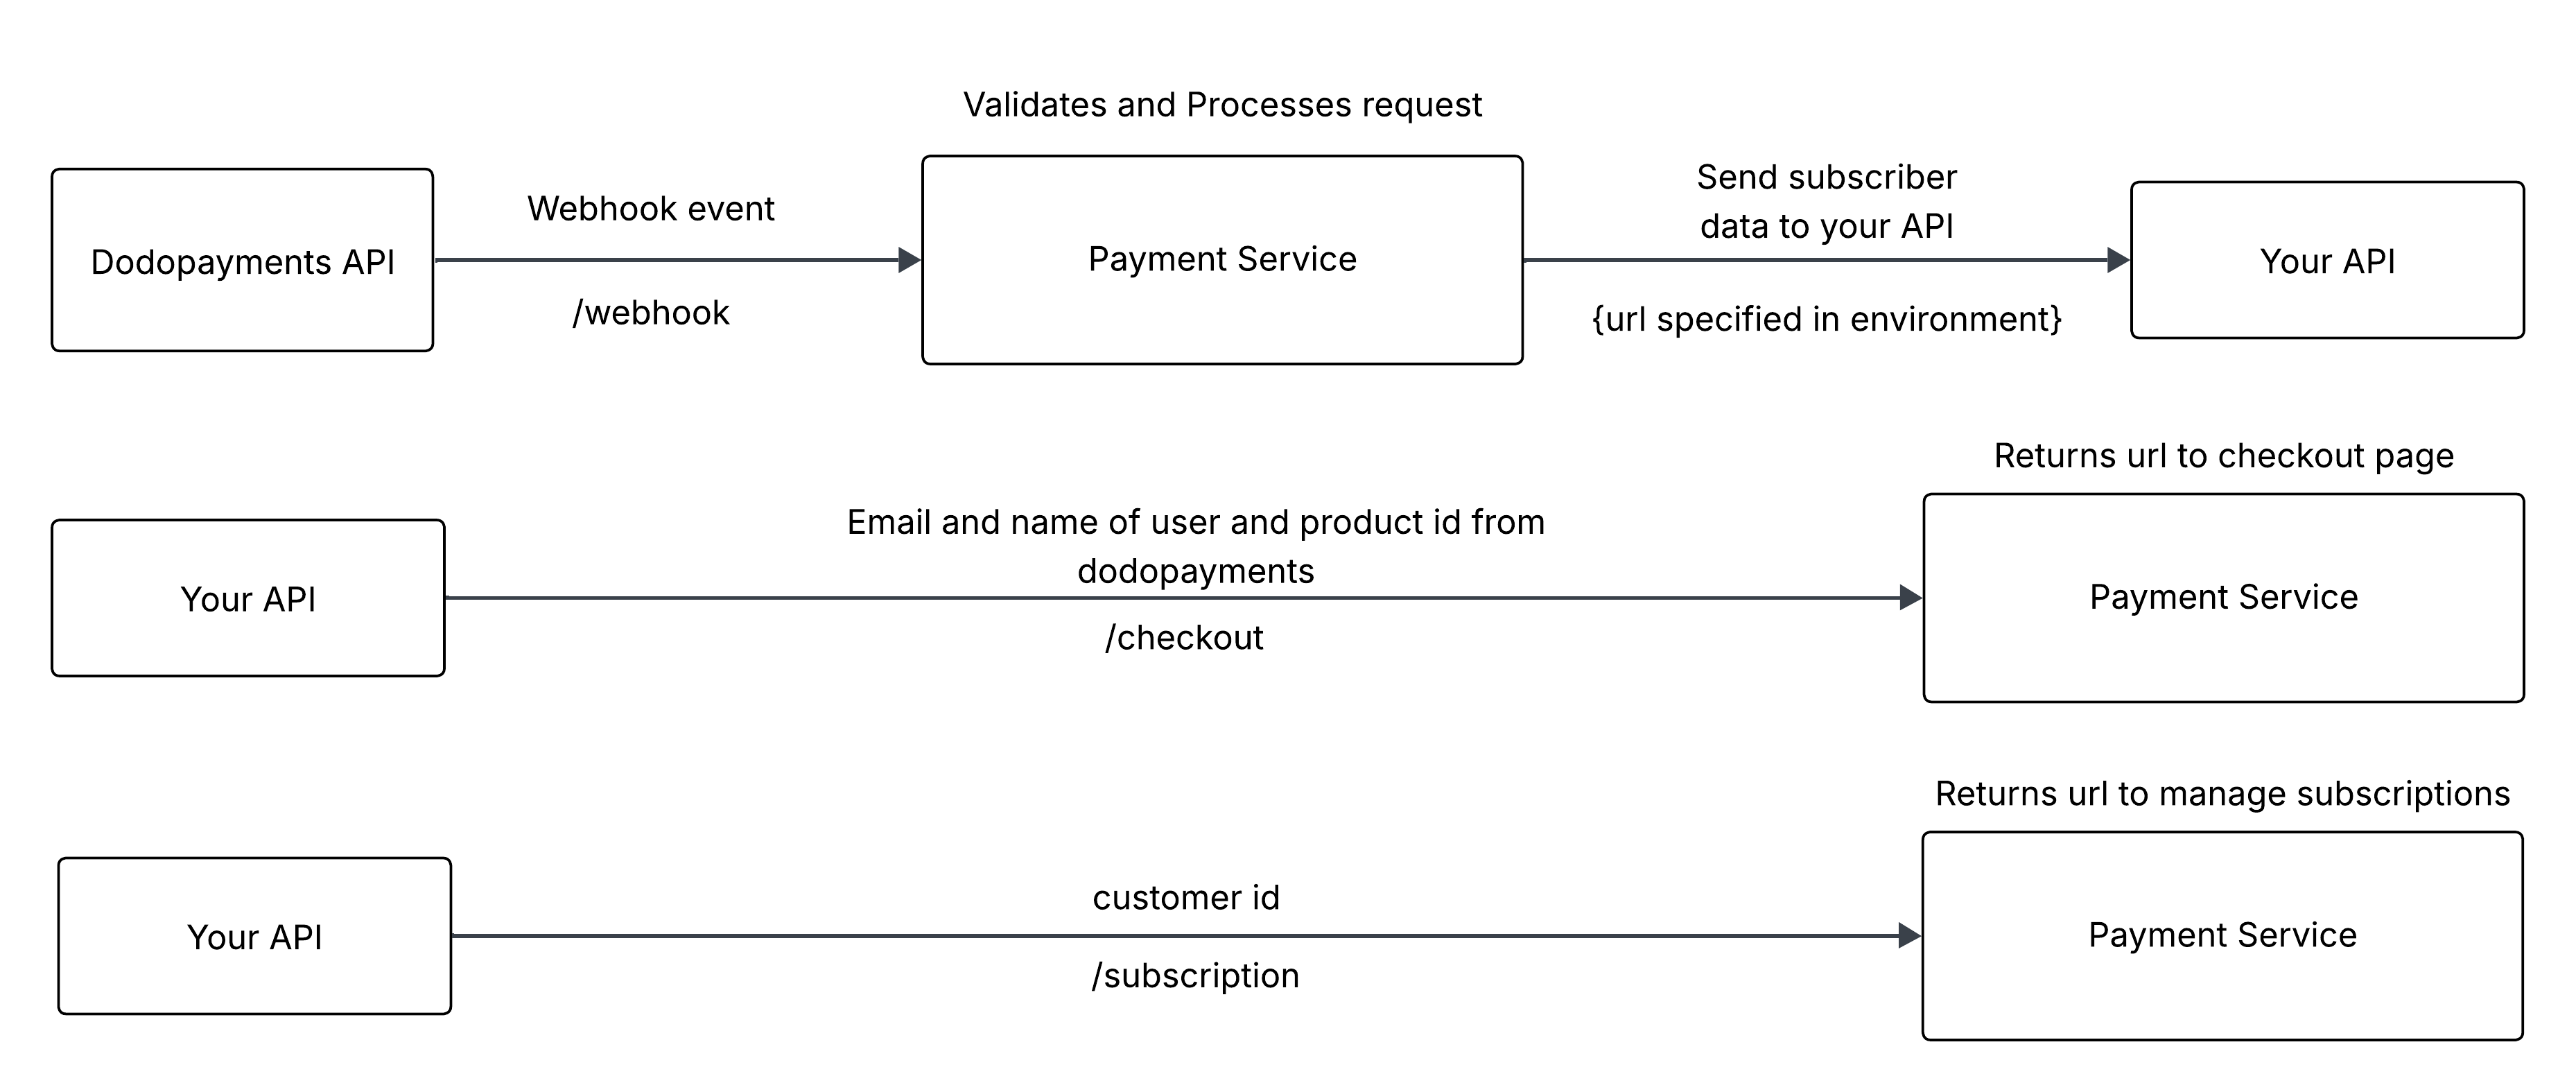 Validates and Processes request
Dodopayments API
Webhook event
/webhook
Payment Service
Send subscriber
data to your API
{url specified in environment}
Your API
Returns url to checkout page
Your API
Email and name of user and product id from
dodopayments
/checkout
Payment Service
Returns url to manage subscriptions
Your API
customer id
/subscription
Payment Service